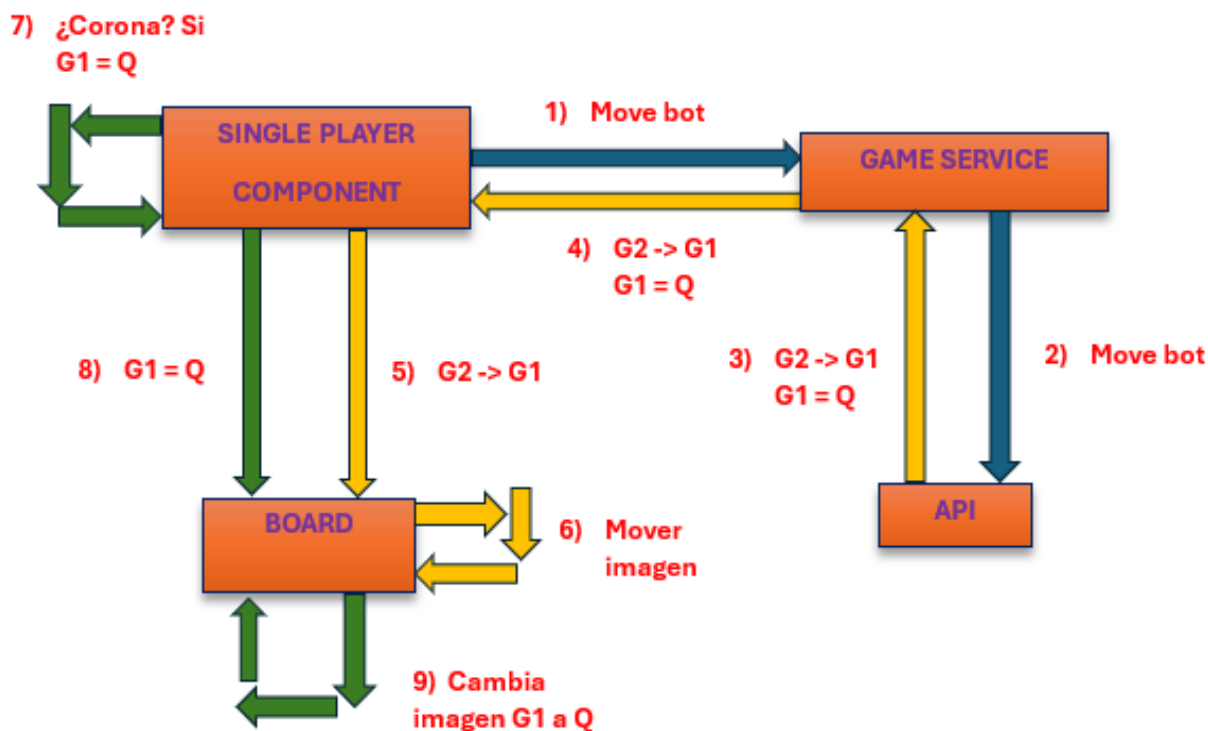 7) ¿Corona? Si
G1 = Q
SINGLE PLAYER
COMPONENT
1) Move bot
GAME SERVICE
4) G2 -> G1
G1 = Q
8) G1 = Q
5) G2 -> G1
3) G2 -> G1
G1 = Q
2) Move bot
BOARD
6) Mover
imagen
API
9) Cambia
imagen G1 a Q